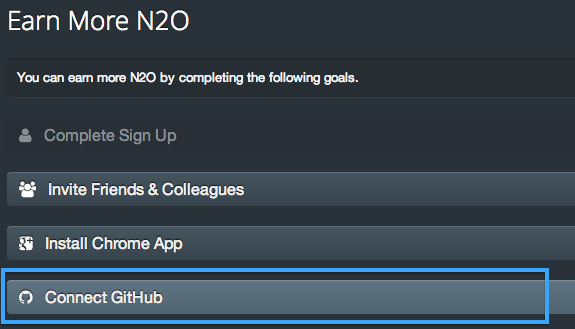 Earn More N2O
You can earn more N2O by completing the following goals.
Complete Sign Up
Invite Friends & Colleagues
Install Chrome App
Connect GitHub